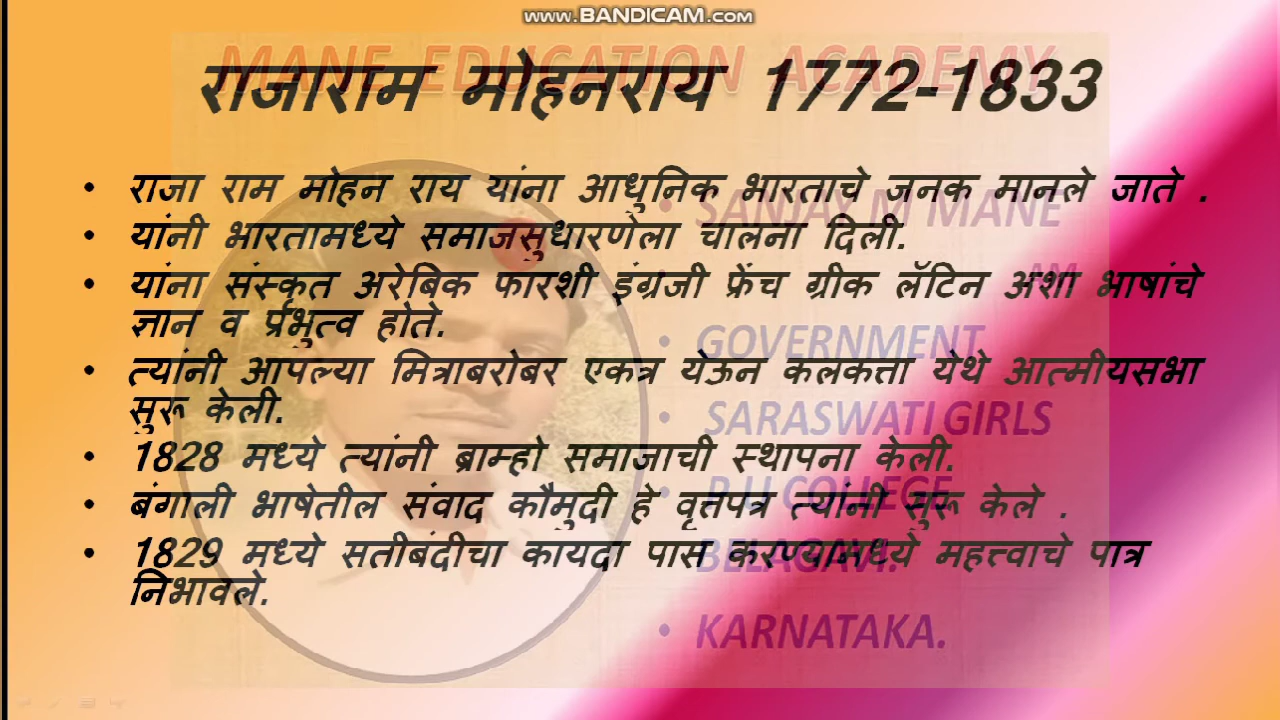 www.BANDICAM.com
MANE EDUCATION ACADEMY
राजाराम मोहनराय 1772-1833
• राजा राम मोहन राय यांना आधुनिक भारताचे जनक मानले जाते .
• यांनी भारतामध्ये समाजसुधारणेला चालना दिली.
• यांना संस्कृत अरेबिक फारशी इंग्रजी फ्रेंच ग्रीक लॅटिन अशा भाषांचे
ज्ञान व प्रभुत्व होते.
• त्यांनी आपल्या मित्राबरोबर एकत्र येऊन कलकत्ता येथे आत्मीयसभा
सुरू केली.
• 1828 मध्ये त्यांनी ब्राम्हो समाजाची स्थापना केली.
• बंगाली भाषेतील संवाद कौमुदी हे वृत्तपत्र त्यांनी सुरू केले .
• 1829 मध्ये सतीबंदीचा कायदा पास करण्यामध्ये महत्त्वाचे पात्र
निभावले.
• SANJAY M MANE
• GOVERNMENT
• SARASWATI GIRLS
• P U COLLEGE
BELAGAVI.
• KARNATAKA.